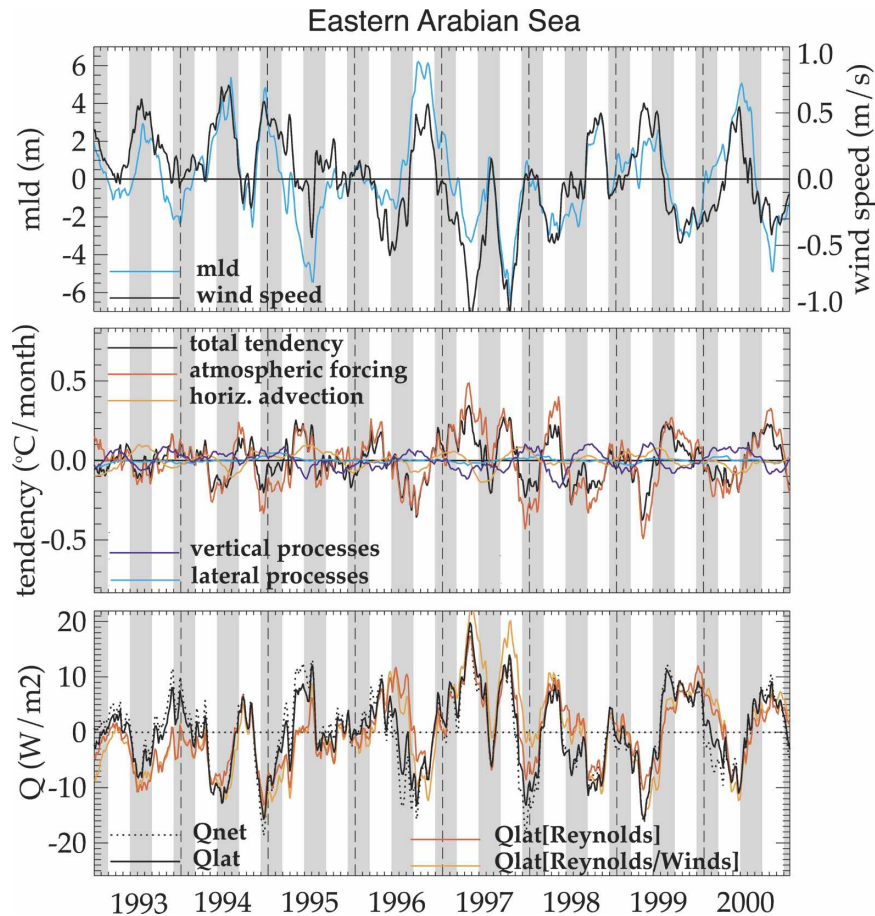 Eastern Arabian Sea
6
4
2
0
-2
-4
-6
mld (m)
1.0
0.5
0.0
-0.5
-1.0
wind speed (m/s)
mld
wind speed
total tendency
atmospheric forcing
horiz. advection
0.5
0.0
-0.5
tendency (°C/month)
vertical processes
lateral processes
20
10
0
-10
-20
Q (W/m2)
Qnet
Qlat
Qlat[Reynolds]
Qlat[Reynolds/Winds]
1993 1994 1995 1996 1997 1998 1999 2000